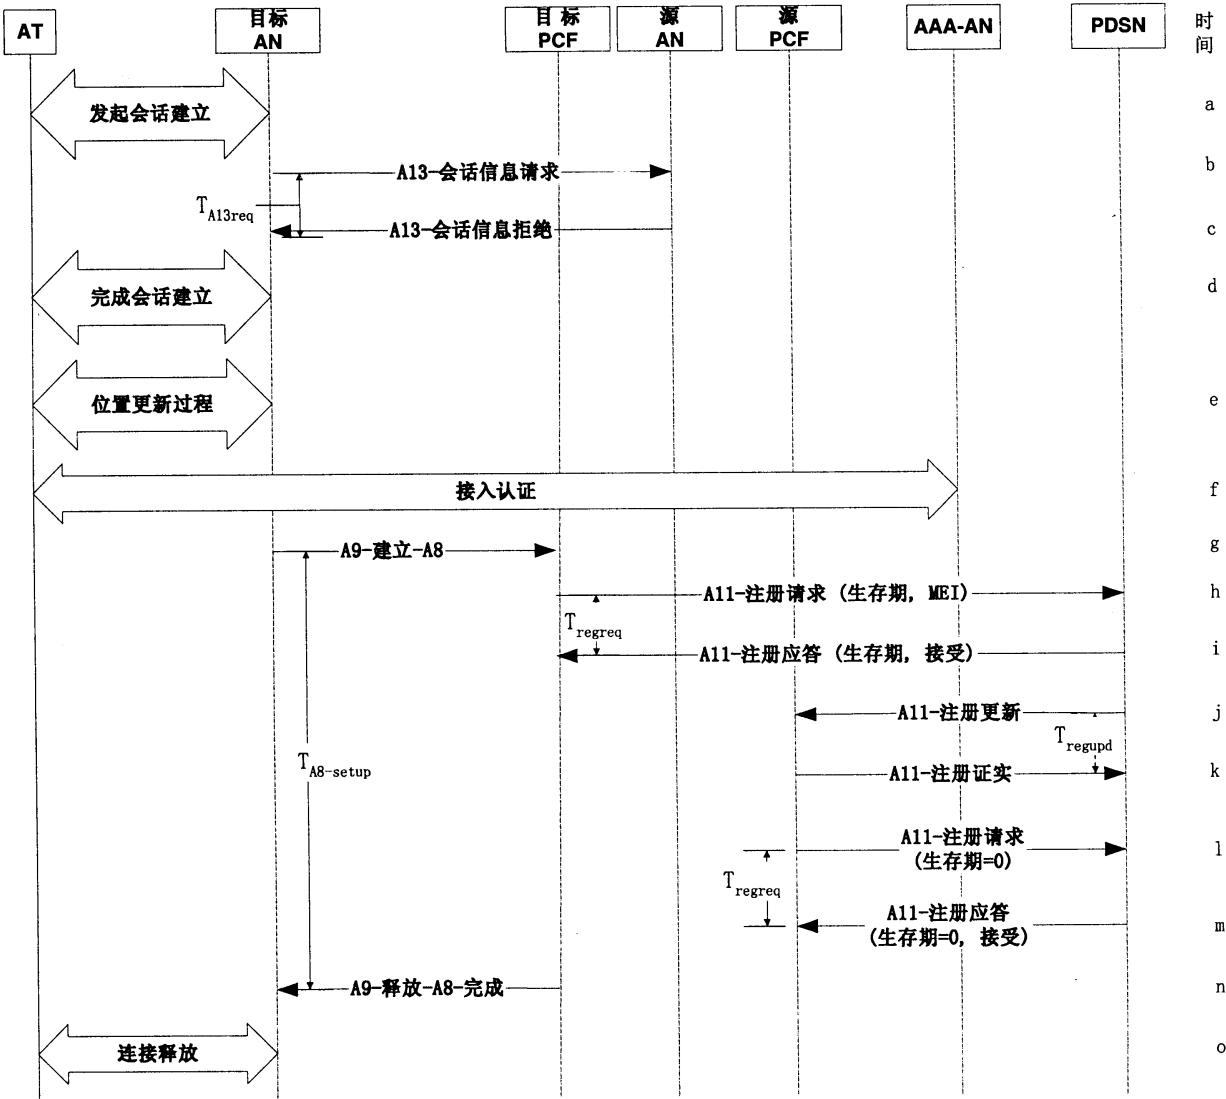 AT
目标
AN
目标
PCF
源
AN
源
PCF
AAA-AN
PDSN
时
间
发起会话建立
a
A13-会话信息请求
b
T A13req
A13-会话信息拒绝
c
完成会话建立
d
位置更新过程
e
接入认证
f
A9-建立-A8
g
A11-注册请求 (生存期, MEI)
h
T regreq
A11-注册应答 (生存期, 接受)
i
A11-注册更新
j
T regupd
T A8-setup
A11-注册证实
k
A11-注册请求
(生存期=0)
l
T regreq
A11-注册应答
(生存期=0, 接受)
m
A9-释放-A8-完成
n
连接释放
o